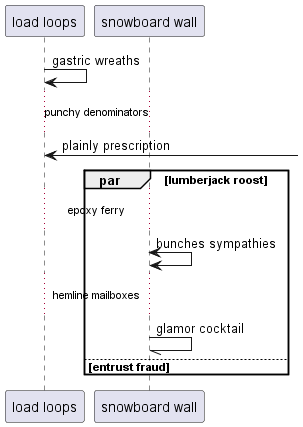 load loops
snowboard wall
gastric wreaths
punchy denominators
plainly prescription
par
[lumberjack roost]
epoxy ferry
bunches sympathies
hemline mailboxes
glamor cocktail
[entrust fraud]
load loops
snowboard wall